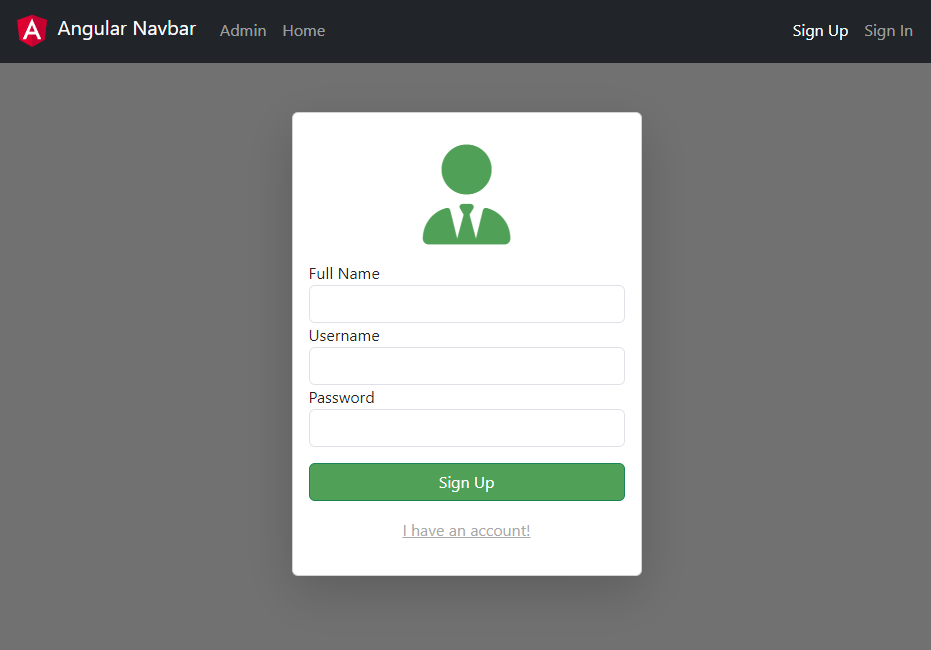 Angular Navbar Admin Home Sign Up Sign In
Full Name
Username
Password
Sign Up
I have an account!